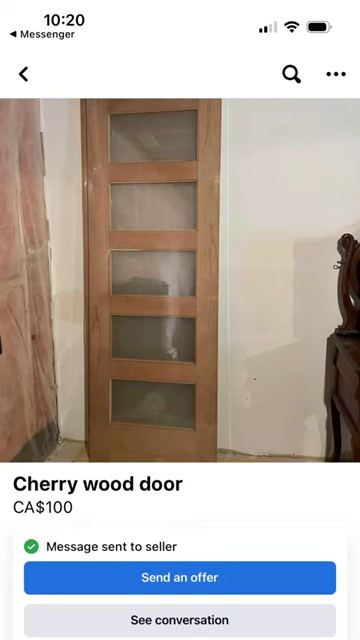 10:20
Messenger
Cherry wood door
CA$100
Message sent to seller
Send an offer
See conversation